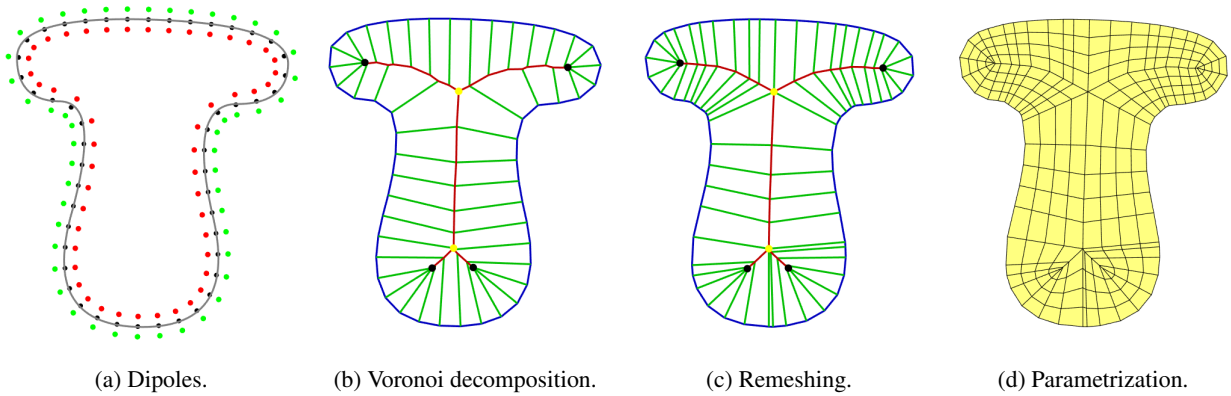 (a) Dipoles.
(b) Voronoi decomposition.
(c) Remeshing.
(d) Parametrization.